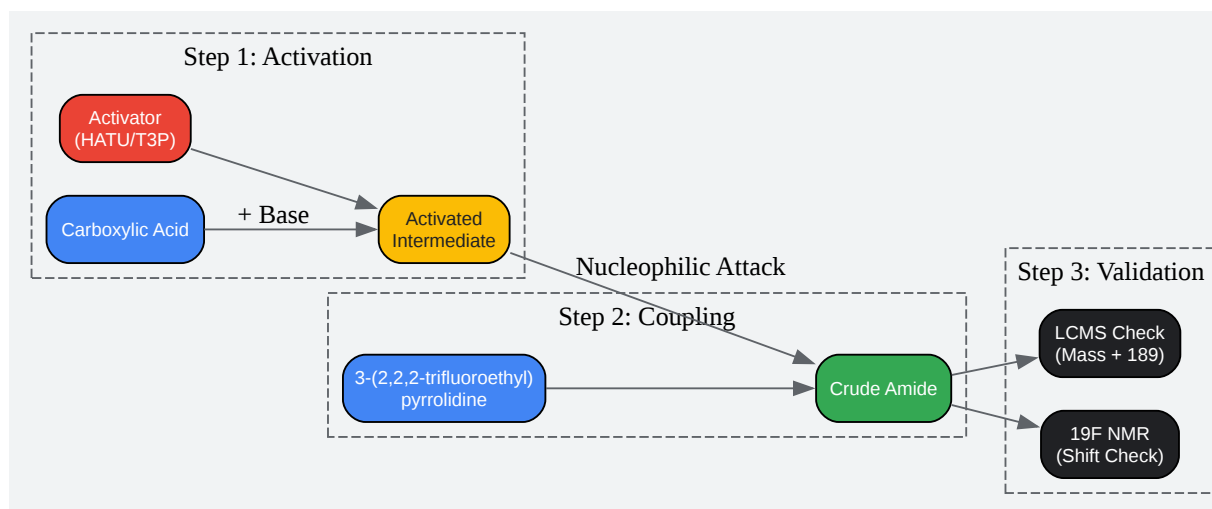 Step 1: Activation
Activator
(HATU/T3P)
Carboxylic Acid
+ Base
Activated
Intermediate
Nucleophilic Attack
Step 2: Coupling
3-(2,2,2-trifluoroethyl)
pyrrolidine
Crude Amide
Step 3: Validation
LCMS Check
(Mass + 189)
19F NMR
(Shift Check)